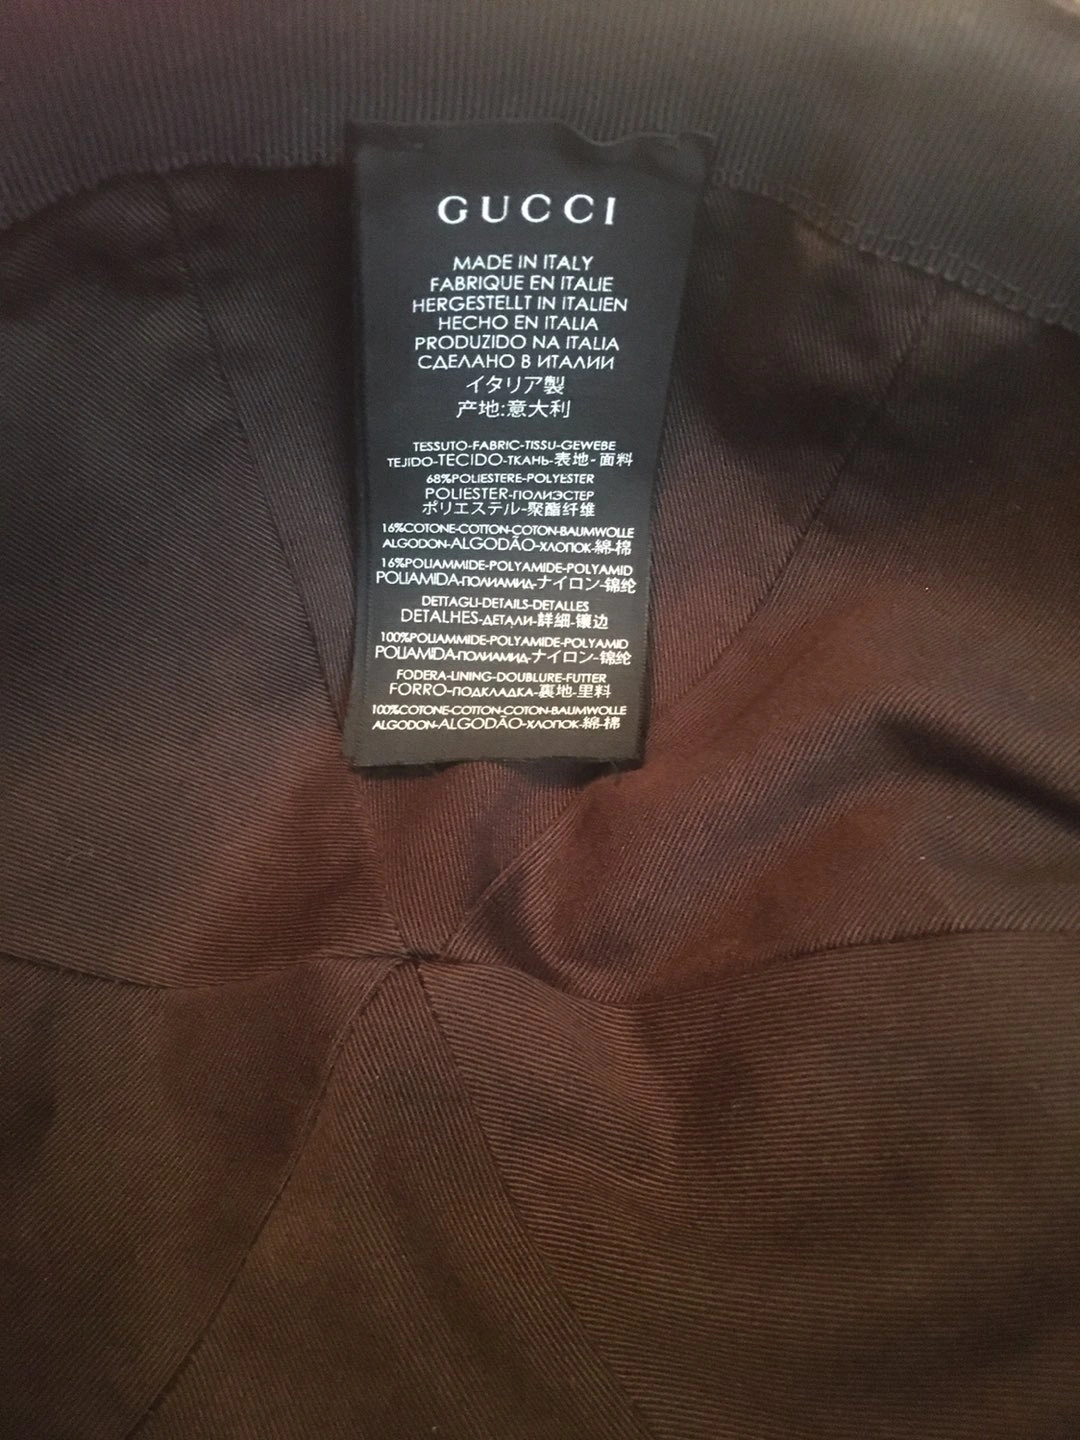 GUCCI
MADE IN ITALY
FABRIQUE EN ITALIE
HERGESTELLT IN ITALIEN
HECHO EN ITALIA
PRODUZIDO NA ITALIA
СДЕЛАНО В ИТАЛИИ
イタリア製
产地:意大利
TESSUTO-FABRIC-TISSU-GEWEBE
TEJIDO-TECIDO-ТКАНЬ-表地-面料
68%POLIESTERE-POLYESTER
POLIESTER-ПОЛИЭСТЕР
ポリエステル-聚酯纤维
16%COTONE-COTTON-COTON-BAUMWOLLE
ALGODON-ALGODÃO-ХЛОПОК-綿-棉
16%POLIAMMIDE-POLYAMIDE-POLYAMID
POLIAMIDA-ПОЛИАМИД-ナイロン-锦纶
DETTAGLI-DETAILS-DETALLES
DETALHES-ДЕТАЛИ-詳細-镶边
100%POLIAMMIDE-POLYAMIDE-POLYAMID
POLIAMIDA-ПОЛИАМИД-ナイロン-锦纶
FODERA-LINING-DOUBLURE-FUTTER
FORRO-ПОДКЛАДКА-裏地-里料
100%COTONE-COTTON-COTON-BAUMWOLLE
ALGODON-ALGODÃO-ХЛОПОК-綿-棉